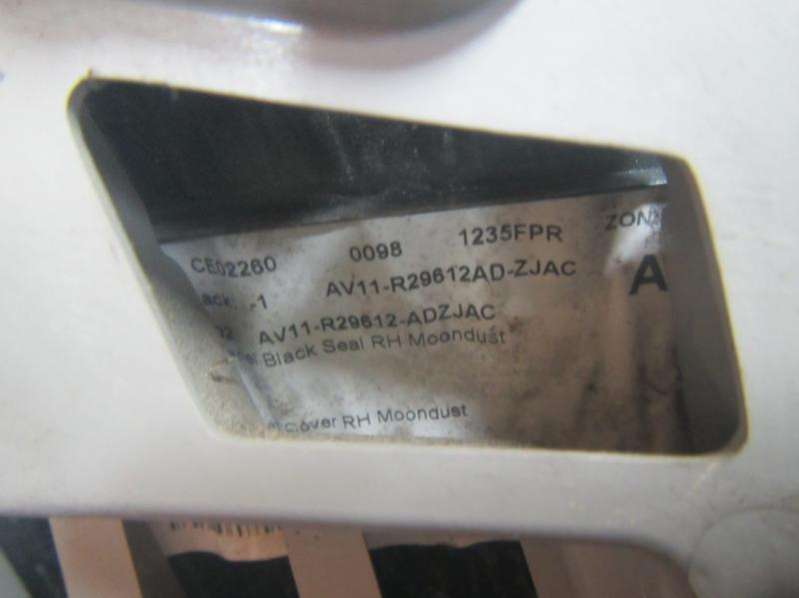 CE02260 0098 1235FPR ZON
ack. -1 AV11-R29612AD-ZJAC A
02 AV11-R29612-ADZJAC
Black Seal RH Moondust
Cover RH Moondust